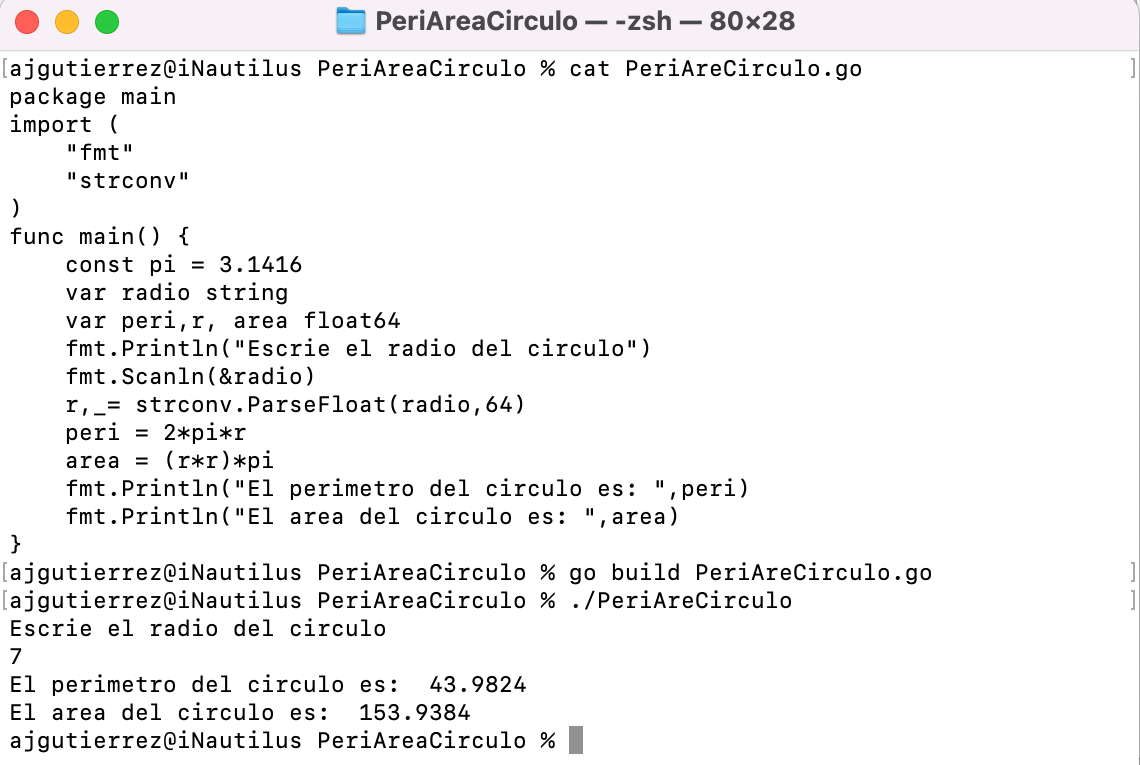 PeriAreaCirculo — -zsh — 80×28
[ajgutierrez@iNautilus PeriAreaCirculo % cat PeriAreCirculo.go ]
package main
import (
    "fmt"
    "strconv"
)
func main() {
    const pi = 3.1416
    var radio string
    var peri,r, area float64
    fmt.Println("Escrie el radio del circulo")
    fmt.Scanln(&radio)
    r,_= strconv.ParseFloat(radio,64)
    peri = 2*pi*r
    area = (r*r)*pi
    fmt.Println("El perimetro del circulo es: ",peri)
    fmt.Println("El area del circulo es: ",area)
}
[ajgutierrez@iNautilus PeriAreaCirculo % go build PeriAreCirculo.go ]
[ajgutierrez@iNautilus PeriAreaCirculo % ./PeriAreCirculo ]
Escrie el radio del circulo
7
El perimetro del circulo es:  43.9824
El area del circulo es:  153.9384
ajgutierrez@iNautilus PeriAreaCirculo %